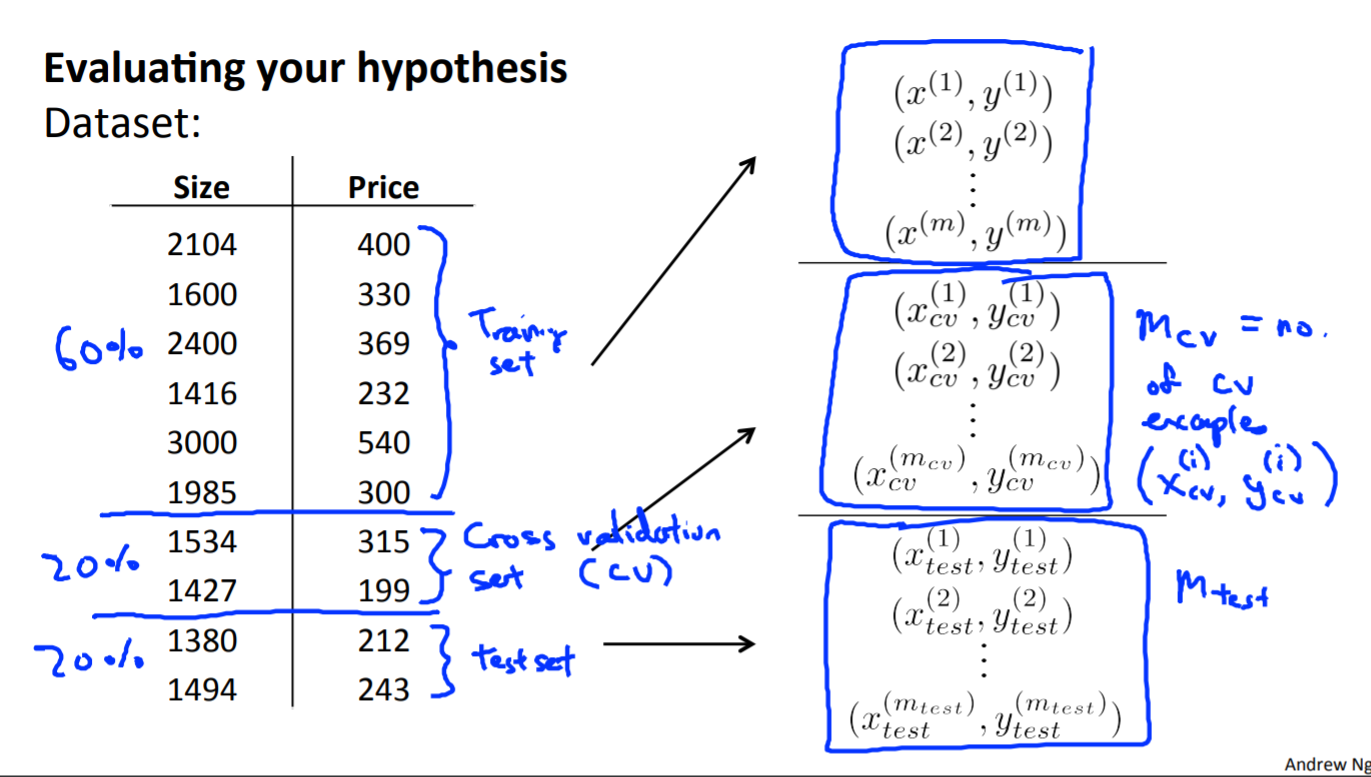 Evaluating your hypothesis
Dataset:
Size Price
2104 400
1600 330
2400 369
1416 232
3000 540
1985 300
1534 315
1427 199
1380 212
1494 243
60%
20%
20%
Training
set
Cross validation
set (CV)
test set
(x^{(1)}, y^{(1)})
(x^{(2)}, y^{(2)})
⋮
(x^{(m)}, y^{(m)})
(x_{cv}^{(1)}, y_{cv}^{(1)})
(x_{cv}^{(2)}, y_{cv}^{(2)})
⋮
(x_{cv}^{(m_{cv})}, y_{cv}^{(m_{cv})})
M_{cv} = no.
of cv
example
(x_{cv}^{(i)}, y_{cv}^{(i)})
(x_{test}^{(1)}, y_{test}^{(1)})
(x_{test}^{(2)}, y_{test}^{(2)})
⋮
(x_{test}^{(m_{test})}, y_{test}^{(m_{test})})
M_{test}
Andrew Ng